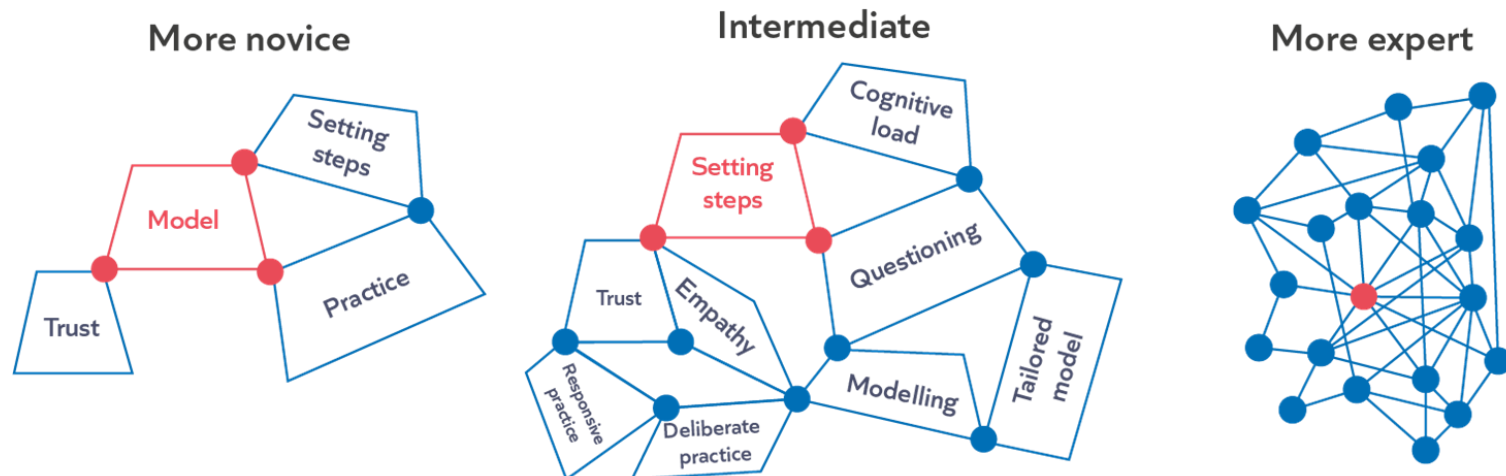 More novice
Setting
steps
Model
Practice
Trust
Intermediate
Cognitive
load
Setting
steps
Questioning
Trust
Empathy
Tailored
model
Modelling
Responsive
practice
Deliberate
practice
More expert